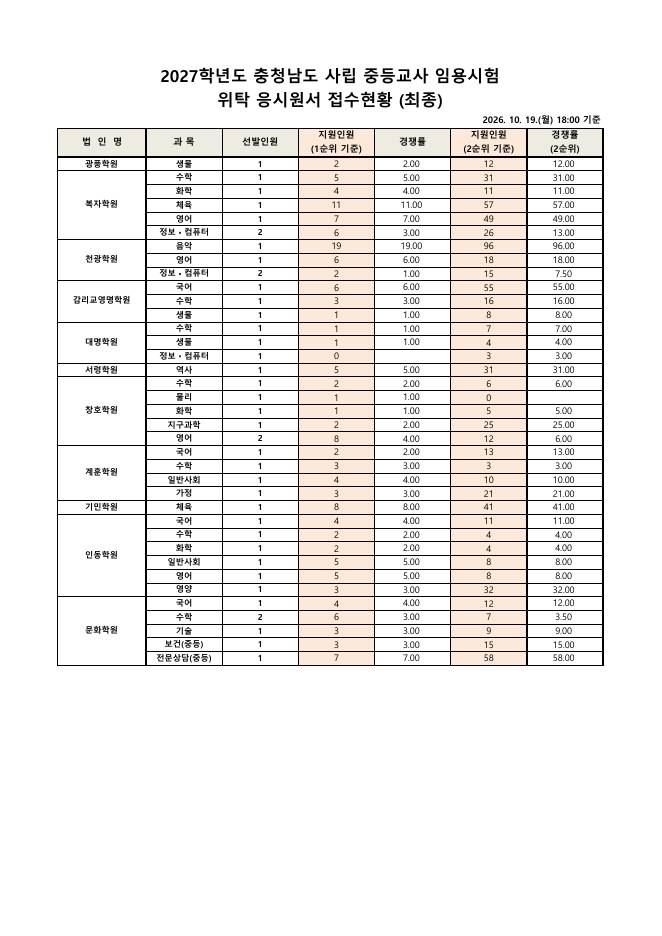 2027학년도 충청남도 사립 중등교사 임용시험
위탁 응시원서 접수현황 (최종)
2026. 10. 19.(월) 18:00 기준
법 인 명 과 목 선발인원 지원인원 (1순위 기준) 경쟁률 지원인원 (2순위 기준) 경쟁률 (2순위)
광풍학원 생물 1 2 2.00 12 12.00
복자학원 수학 1 5 5.00 31 31.00
화학 1 4 4.00 11 11.00
체육 1 11 11.00 57 57.00
영어 1 7 7.00 49 49.00
정보・컴퓨터 2 6 3.00 26 13.00
천광학원 음악 1 19 19.00 96 96.00
영어 1 6 6.00 18 18.00
정보・컴퓨터 2 2 1.00 15 7.50
감리교영명학원 국어 1 6 6.00 55 55.00
수학 1 3 3.00 16 16.00
생물 1 1 1.00 8 8.00
대명학원 수학 1 1 1.00 7 7.00
생물 1 1 1.00 4 4.00
정보・컴퓨터 1 0 3 3.00
서령학원 역사 1 5 5.00 31 31.00
창호학원 수학 1 2 2.00 6 6.00
물리 1 1 1.00 0
화학 1 1 1.00 5 5.00
지구과학 1 2 2.00 25 25.00
영어 2 8 4.00 12 6.00
계훈학원 국어 1 2 2.00 13 13.00
수학 1 3 3.00 3 3.00
일반사회 1 4 4.00 10 10.00
가정 1 3 3.00 21 21.00
기민학원 체육 1 8 8.00 41 41.00
인동학원 국어 1 4 4.00 11 11.00
수학 1 2 2.00 4 4.00
화학 1 2 2.00 4 4.00
일반사회 1 5 5.00 8 8.00
영어 1 5 5.00 8 8.00
영양 1 3 3.00 32 32.00
문화학원 국어 1 4 4.00 12 12.00
수학 2 6 3.00 7 3.50
기술 1 3 3.00 9 9.00
보건(중등) 1 3 3.00 15 15.00
전문상담(중등) 1 7 7.00 58 58.00